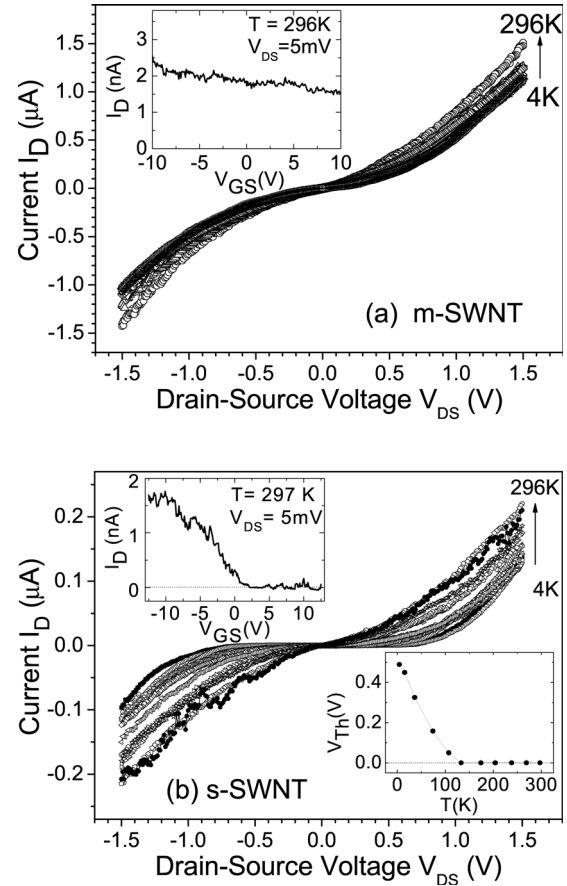 1.5
1.0
0.5
0.0
-0.5
-1.0
-1.5
Current I_D (μA)
3
2
1
0
I_D (nA)
T = 296K
V_DS =5mV
-10 -5 0 5 10
V_GS(V)
296K
4K
(a) m-SWNT
-1.5 -1.0 -0.5 0.0 0.5 1.0 1.5
Drain-Source Voltage V_DS (V)
0.2
0.1
0.0
-0.1
-0.2
Current I_D (μA)
2
1
0
I_D (nA)
T= 297 K
V_DS= 5mV
-10 -5 0 5 10
V_GS(V)
296K
4K
0.4
0.2
0.0
V_Th(V)
0 100 200 300
T(K)
(b) s-SWNT
-1.5 -1.0 -0.5 0.0 0.5 1.0 1.5
Drain-Source Voltage V_DS (V)